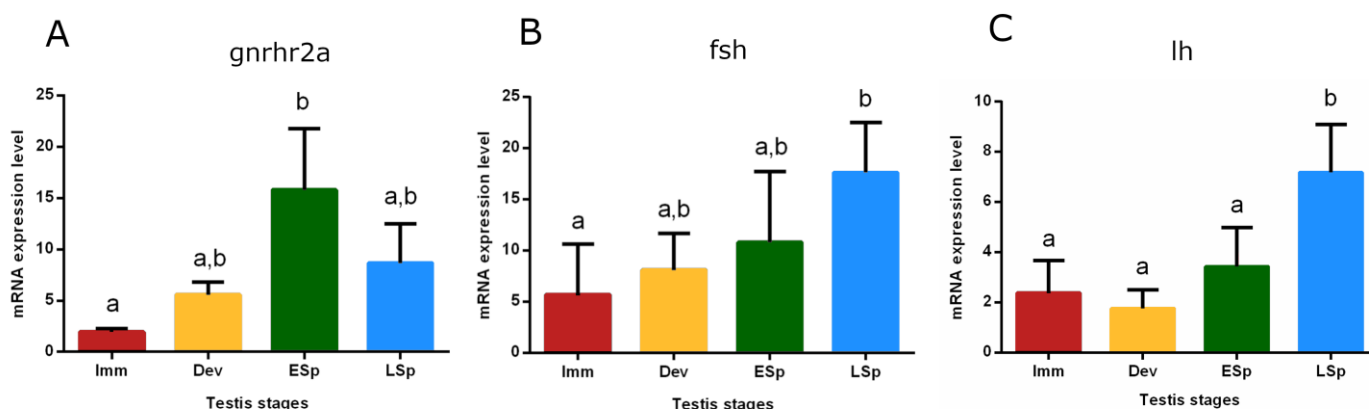 A
gnrhr2a
mRNA expression level
25
20
15
10
5
0
a
a,b
b
a,b
Imm
Dev
ESp
LSp
Testis stages
B
fsh
mRNA expression level
25
20
15
10
5
0
a
a,b
a,b
b
Imm
Dev
ESp
LSp
Testis stages
C
lh
mRNA expression level
10
8
6
4
2
0
a
a
a
b
Imm
Dev
ESp
LSp
Testis stages